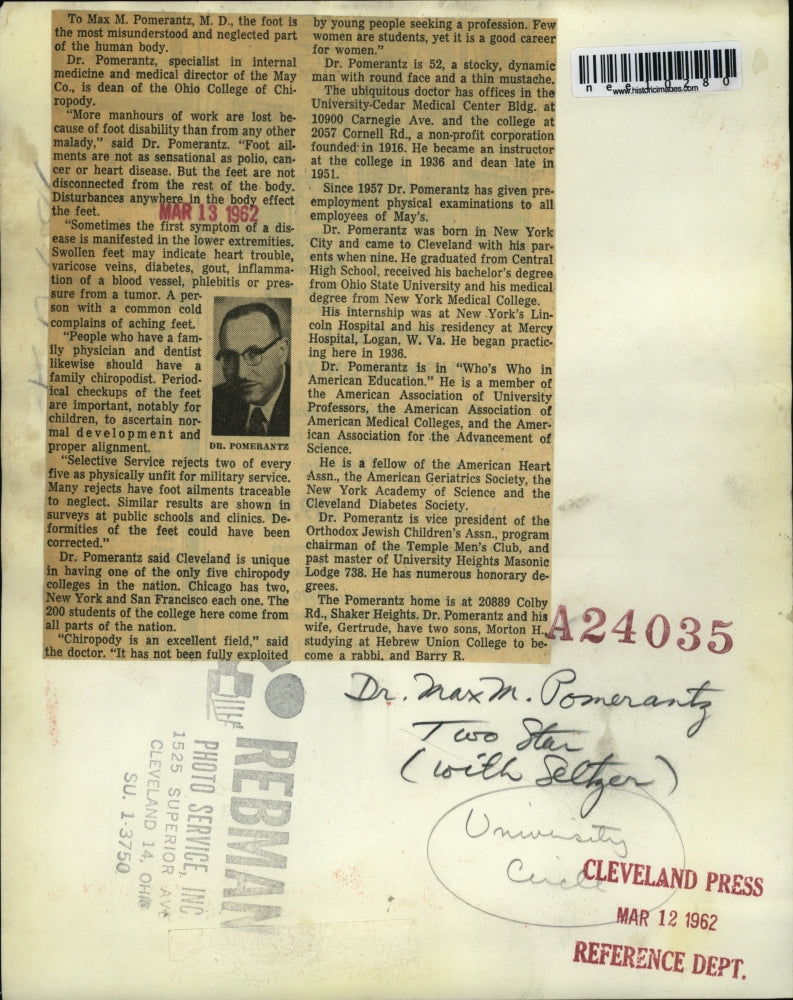 To Max M. Pomerantz, M. D., the foot is
the most misunderstood and neglected part
of the human body.
Dr. Pomerantz, specialist in internal
medicine and medical director of the May
Co., is dean of the Ohio College of Chi-
ropody.
"More manhours of work are lost be-
cause of foot disability than from any other
malady," said Dr. Pomerantz. "Foot ail-
ments are not as sensational as polio, can-
cer or heart disease. But the feet are not
disconnected from the rest of the body.
Disturbances anywhere in the body effect
the feet.
MAR 13 1962
"Sometimes the first symptom of a dis-
ease is manifested in the lower extremities.
Swollen feet may indicate heart trouble,
varicose veins, diabetes, gout, inflamma-
tion of a blood vessel, phlebitis or pres-
sure from a tumor. A per-
son with a common cold
complains of aching feet.
"People who have a fam-
ily physician and dentist
likewise should have a
family chiropodist. Period-
ical checkups of the feet
are important, notably for
children, to ascertain nor-
mal development and
proper alignment.
DR. POMERANTZ
"Selective Service rejects two of every
five as physically unfit for military service.
Many rejects have foot ailments traceable
to neglect. Similar results are shown in
surveys at public schools and clinics. De-
formities of the feet could have been
corrected."
Dr. Pomerantz said Cleveland is unique
in having one of the only five chiropody
colleges in the nation. Chicago has two,
New York and San Francisco each one. The
200 students of the college here come from
all parts of the nation.
"Chiropody is an excellent field," said
the doctor. "It has not been fully exploited
by young people seeking a profession. Few
women are students, yet it is a good career
for women."
Dr. Pomerantz is 52, a stocky, dynamic
man with round face and a thin mustache.
The ubiquitous doctor has offices in the
University-Cedar Medical Center Bldg. at
10900 Carnegie Ave. and the college at
2057 Cornell Rd., a non-profit corporation
founded in 1916. He became an instructor
at the college in 1936 and dean late in
1951.
Since 1957 Dr. Pomerantz has given pre-
employment physical examinations to all
employees of May's.
Dr. Pomerantz was born in New York
City and came to Cleveland with his par-
ents when nine. He graduated from Central
High School, received his bachelor's degree
from Ohio State University and his medical
degree from New York Medical College.
His internship was at New York's Lin-
coln Hospital and his residency at Mercy
Hospital, Logan, W. Va. He began practic-
ing here in 1936.
Dr. Pomerantz is in "Who's Who in
American Education." He is a member of
the American Association of University
Professors, the American Association of
American Medical Colleges, and the Amer-
ican Association for the Advancement of
Science.
He is a fellow of the American Heart
Assn., the American Geriatrics Society, the
New York Academy of Science and the
Cleveland Diabetes Society.
Dr. Pomerantz is vice president of the
Orthodox Jewish Children's Assn., program
chairman of the Temple Men's Club, and
past master of University Heights Masonic
Lodge 738. He has numerous honorary de-
grees.
The Pomerantz home is at 20889 Colby
Rd., Shaker Heights. Dr. Pomerantz and his
wife, Gertrude, have two sons, Morton H.,
studying at Hebrew Union College to be-
come a rabbi, and Barry R.
nee10280
www.historicimages.com
A24035
Dr. Max M. Pomerantz
Two Star
(with Seltzer)
University
Circle
CLEVELAND PRESS
MAR 12 1962
REFERENCE DEPT.
REBMAN
PHOTO SERVICE, INC
1525 SUPERIOR AVE
CLEVELAND 14, OHIO
SU. 1-3750